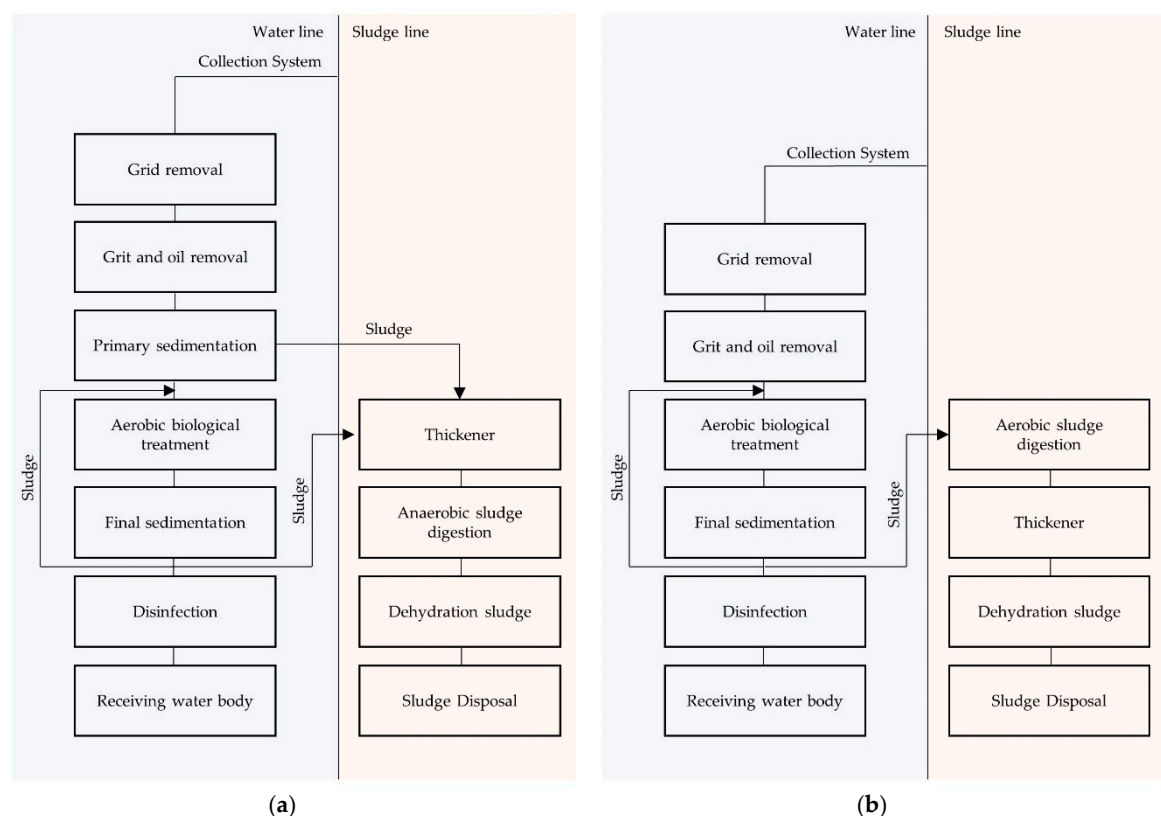 Water line
Sludge line
Collection System
Grid removal
Grit and oil removal
Primary sedimentation
Sludge
Aerobic biological
treatment
Thickener
Sludge
Sludge
Final sedimentation
Anaerobic sludge
digestion
Disinfection
Dehydration sludge
Receiving water body
Sludge Disposal
(a)
Water line
Sludge line
Collection System
Grid removal
Grit and oil removal
Aerobic biological
treatment
Aerobic sludge
digestion
Sludge
Sludge
Final sedimentation
Thickener
Disinfection
Dehydration sludge
Receiving water body
Sludge Disposal
(b)